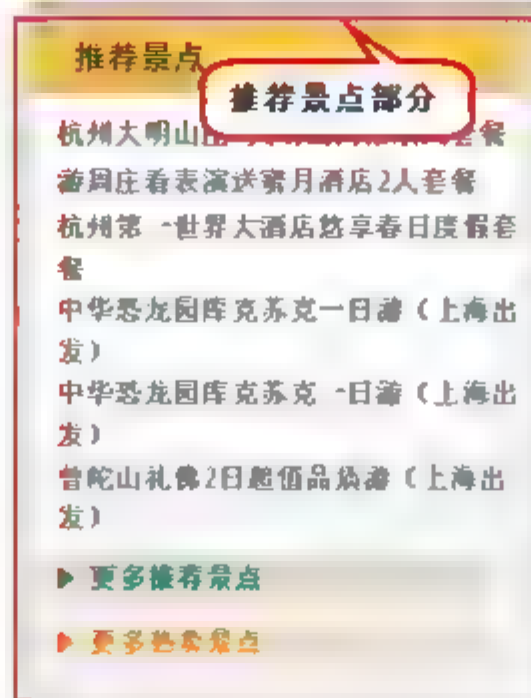 推荐景点
推荐景点部分
杭州大明山 套餐
游周庄看表演送蜜月酒店2人套餐
杭州第一世界大酒店悠享春日度假套
餐
中华恐龙园库克苏克一日游（上海出
发）
中华恐龙园库克苏克一日游（上海出
发）
普陀山礼佛2日超值品质游（上海出
发）
更多推荐景点
更多热卖景点